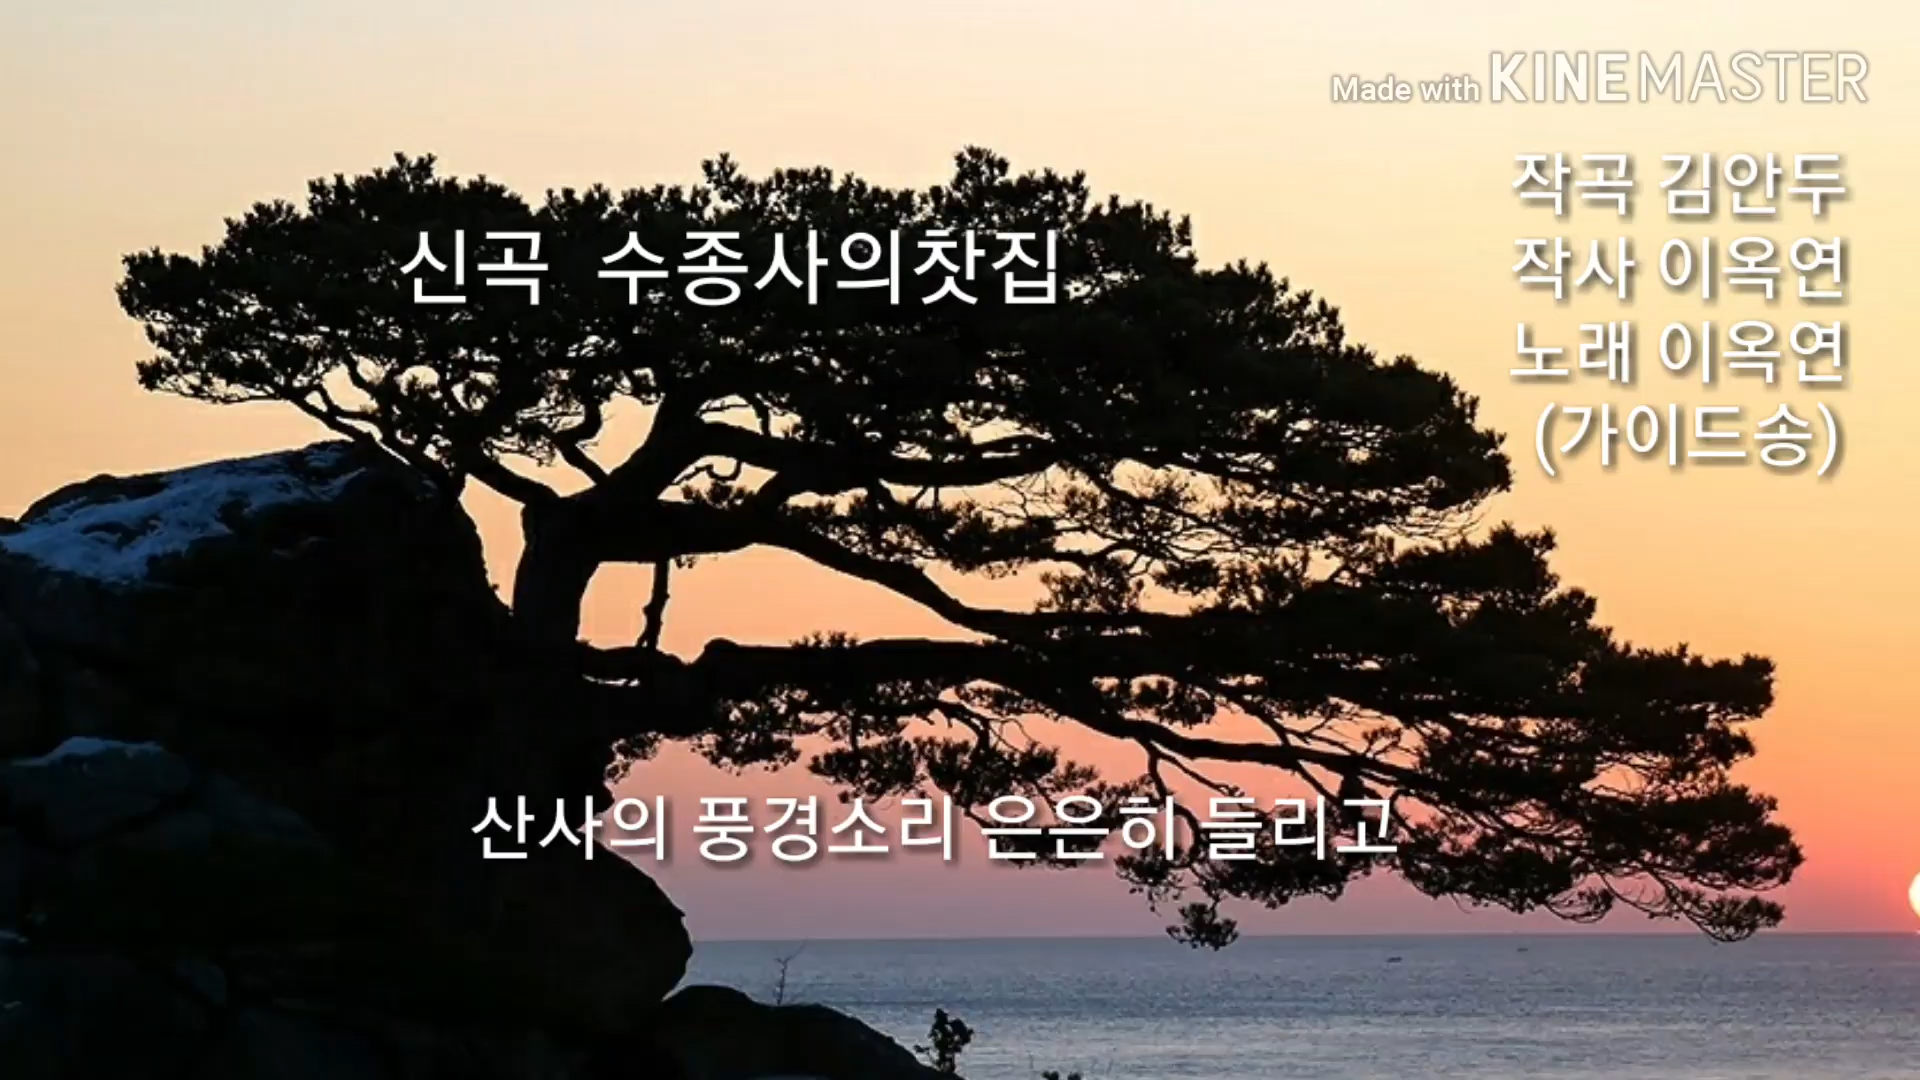 Made with KINEMASTER
작곡 김안두
작사 이옥연
노래 이옥연
(가이드송)
신곡 수종사의찻집
산사의 풍경소리 은은히 들리고